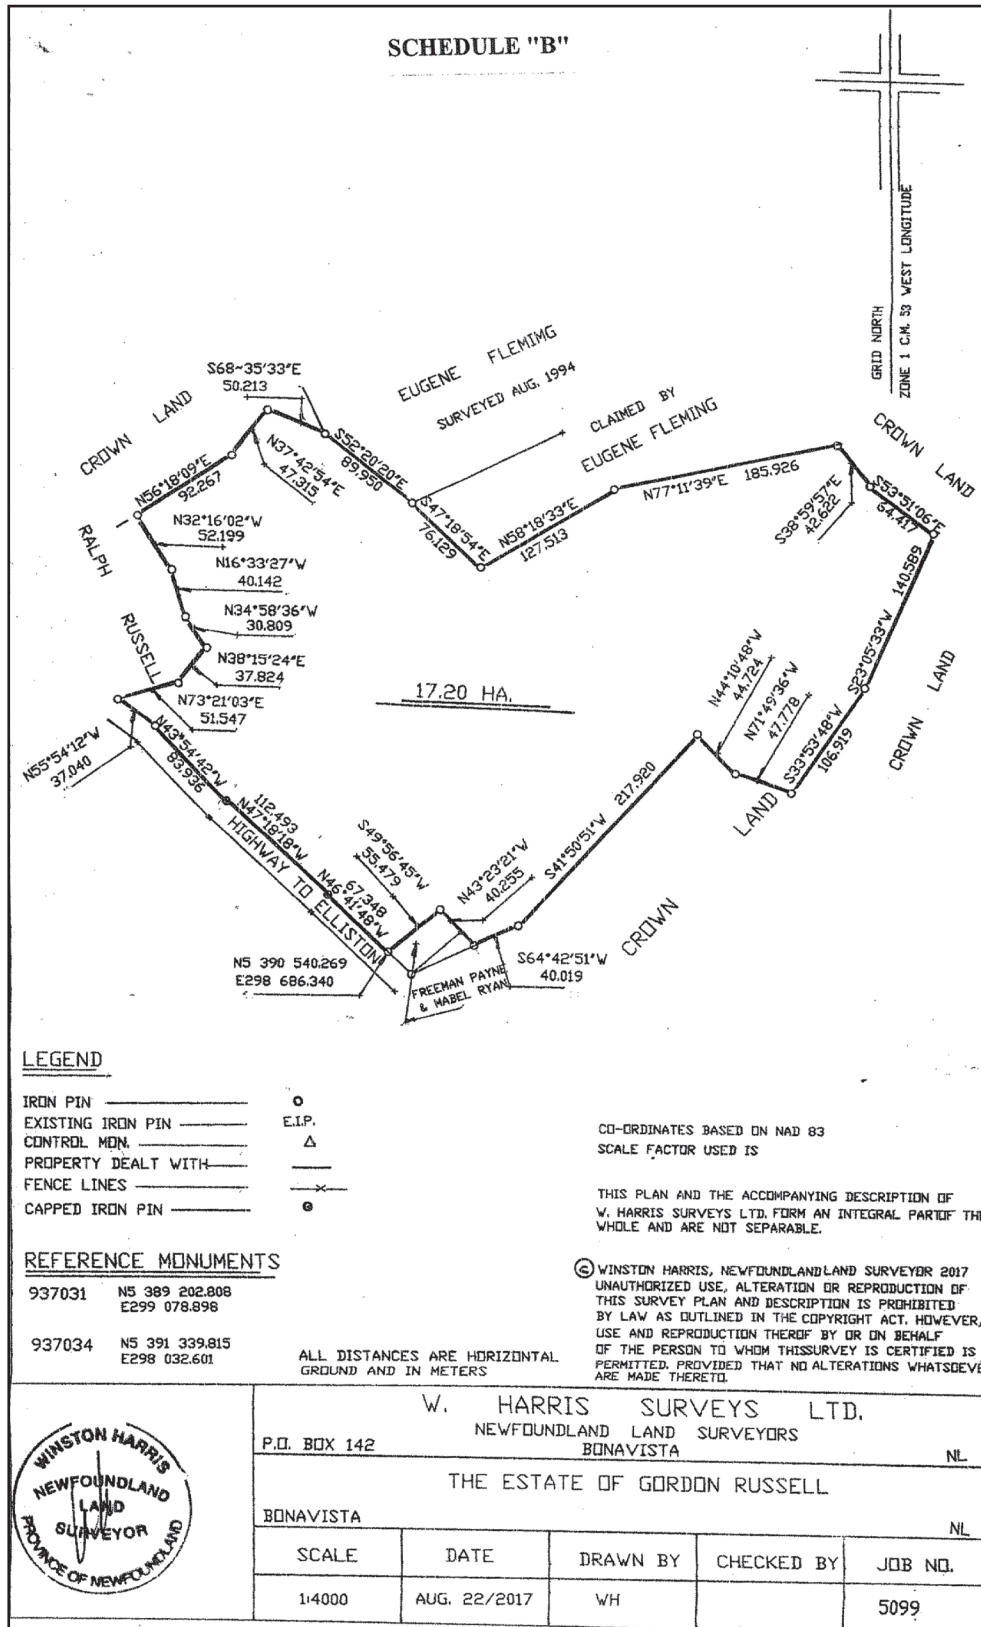 SCHEDULE "B"
GRID NORTH
ZONE 1 C.M. 53 WEST LONGITUDE
S68~35'33"E
50.213
EUGENE FLEMIMG
SURVEYED AUG. 1994
CLAIMED BY
EUGENE FLEMING
CROWN LAND
CROWN LAND
N56°18'09"E
92.267
N37°42'54"E
47.315
S52°20'20"E
89.950
S47°18'54"E
76.129
N58°18'33"E
127.513
N77°11'39"E 185.926
S38°59'57"E
42.622
S53°51'06"E
64.417
N32°16'02"W
52.199
N16°33'27"W
40.142
N34°58'36"W
30.809
N38°15'24"E
37.824
N73°21'03"E
51.547
RALPH
RUSSELL
17.20 HA.
140.589
S23°05'33"W
N44°10'48"W
44.724
N71°49'36"W
47.778
S33°53'48"W
106.919
CROWN LAND
N55°54'12"W
37.040
N43°54'42"W
83.936
112.493
N47°18'18"W
HIGHWAY TO ELLISTON
67.348
N46°41'48"W
S49°56'45"W
55.479
N43°23'21"W
40.255
217.920
S41°50'51"W
S64°42'51"W
40.019
CROWN LAND
N5 390 540.269
E298 686.340
FREEMAN PAYNE
& MABEL RYAN
LEGEND
IRON PIN
EXISTING IRON PIN E.I.P.
CONTROL MON.
PROPERTY DEALT WITH
FENCE LINES
CAPPED IRON PIN
CO-ORDINATES BASED ON NAD 83
SCALE FACTOR USED IS
THIS PLAN AND THE ACCOMPANYING DESCRIPTION OF
W. HARRIS SURVEYS LTD. FORM AN INTEGRAL PARTOF THE
WHOLE AND ARE NOT SEPARABLE.
REFERENCE MONUMENTS
937031 N5 389 202.808
E299 078.898
937034 N5 391 339.815
E298 032.601
ALL DISTANCES ARE HORIZONTAL
GROUND AND IN METERS
© WINSTON HARRIS, NEWFOUNDLANDLAND SURVEYOR 2017
UNAUTHORIZED USE, ALTERATION OR REPRODUCTION OF
THIS SURVEY PLAN AND DESCRIPTION IS PROHIBITED
BY LAW AS OUTLINED IN THE COPYRIGHT ACT. HOWEVER,
USE AND REPRODUCTION THEROF BY OR ON BEHALF
OF THE PERSON TO WHOM THISSURVEY IS CERTIFIED IS
PERMITTED. PROVIDED THAT NO ALTERATIONS WHATSOEVE
ARE MADE THERETO.
WINSTON HARRIS
NEWFOUNDLAND
LAND
SURVEYOR
PROVINCE OF NEWFOUNDLAND
W. HARRIS SURVEYS LTD.
NEWFOUNDLAND LAND SURVEYORS
P.O. BOX 142 BONAVISTA NL
THE ESTATE OF GORDON RUSSELL
BONAVISTA NL
SCALE DATE DRAWN BY CHECKED BY JOB NO.
1:4000 AUG. 22/2017 WH 5099